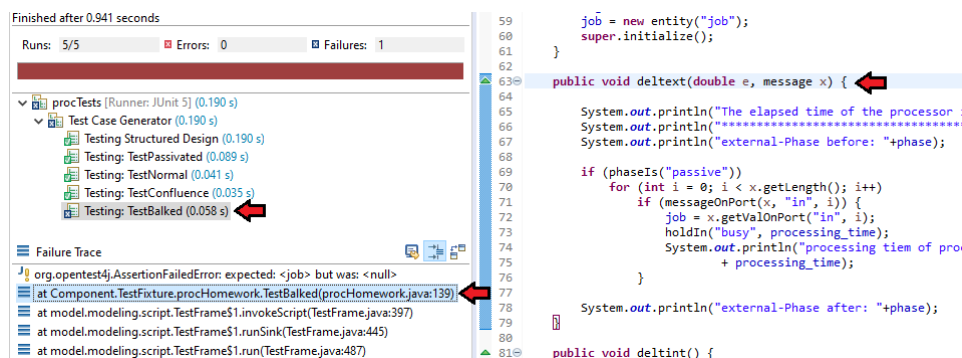 Finished after 0.941 seconds
Runs: 5/5 Errors: 0 Failures: 1
procTests [Runner: JUnit 5] (0.190 s)
Test Case Generator (0.190 s)
Testing Structured Design (0.190 s)
Testing: TestPassivated (0.089 s)
Testing: TestNormal (0.041 s)
Testing: TestConfluence (0.035 s)
Testing: TestBalked (0.058 s)
Failure Trace
org.opentest4j.AssertionFailedError: expected: <job> but was: <null>
at Component.TestFixture.procHomework.TestBalked(procHomework.java:139)
at model.modeling.script.TestFrame$1.invokeScript(TestFrame.java:397)
at model.modeling.script.TestFrame$1.runSink(TestFrame.java:445)
at model.modeling.script.TestFrame$1.run(TestFrame.java:487)
59 job = new entity("job");
60 super.initialize();
61 }
62
63 public void deltext(double e, message x) {
64
65 System.out.println("The elapsed time of the processor
66 System.out.println("***********************************
67 System.out.println("external-Phase before: "+phase);
68
69 if (phaseIs("passive"))
70 for (int i = 0; i < x.getLength(); i++)
71 if (messageOnPort(x, "in", i)) {
72 job = x.getValOnPort("in", i);
73 holdIn("busy", processing_time);
74 System.out.println("processing tiem of proc
75 + processing_time);
76 }
77
78 System.out.println("external-Phase after: "+phase);
79 }
80
81 public void deltint() {